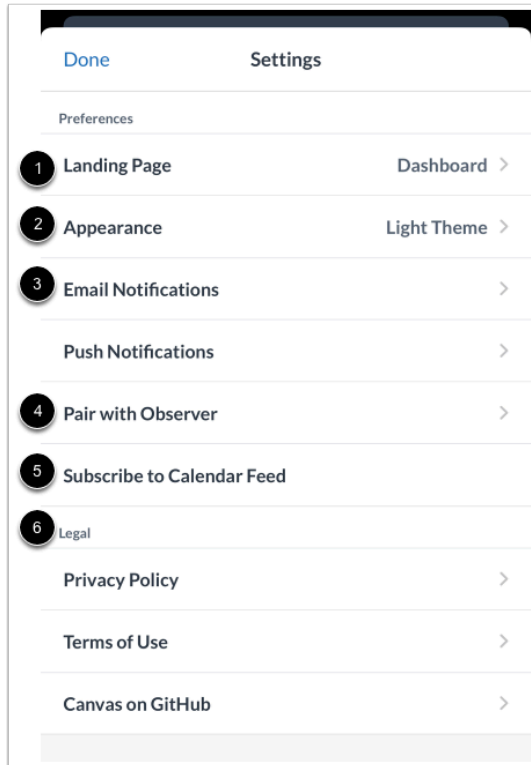 Done Settings
Preferences
1 Landing Page Dashboard
2 Appearance Light Theme
3 Email Notifications
Push Notifications
4 Pair with Observer
5 Subscribe to Calendar Feed
6 Legal
Privacy Policy
Terms of Use
Canvas on GitHub